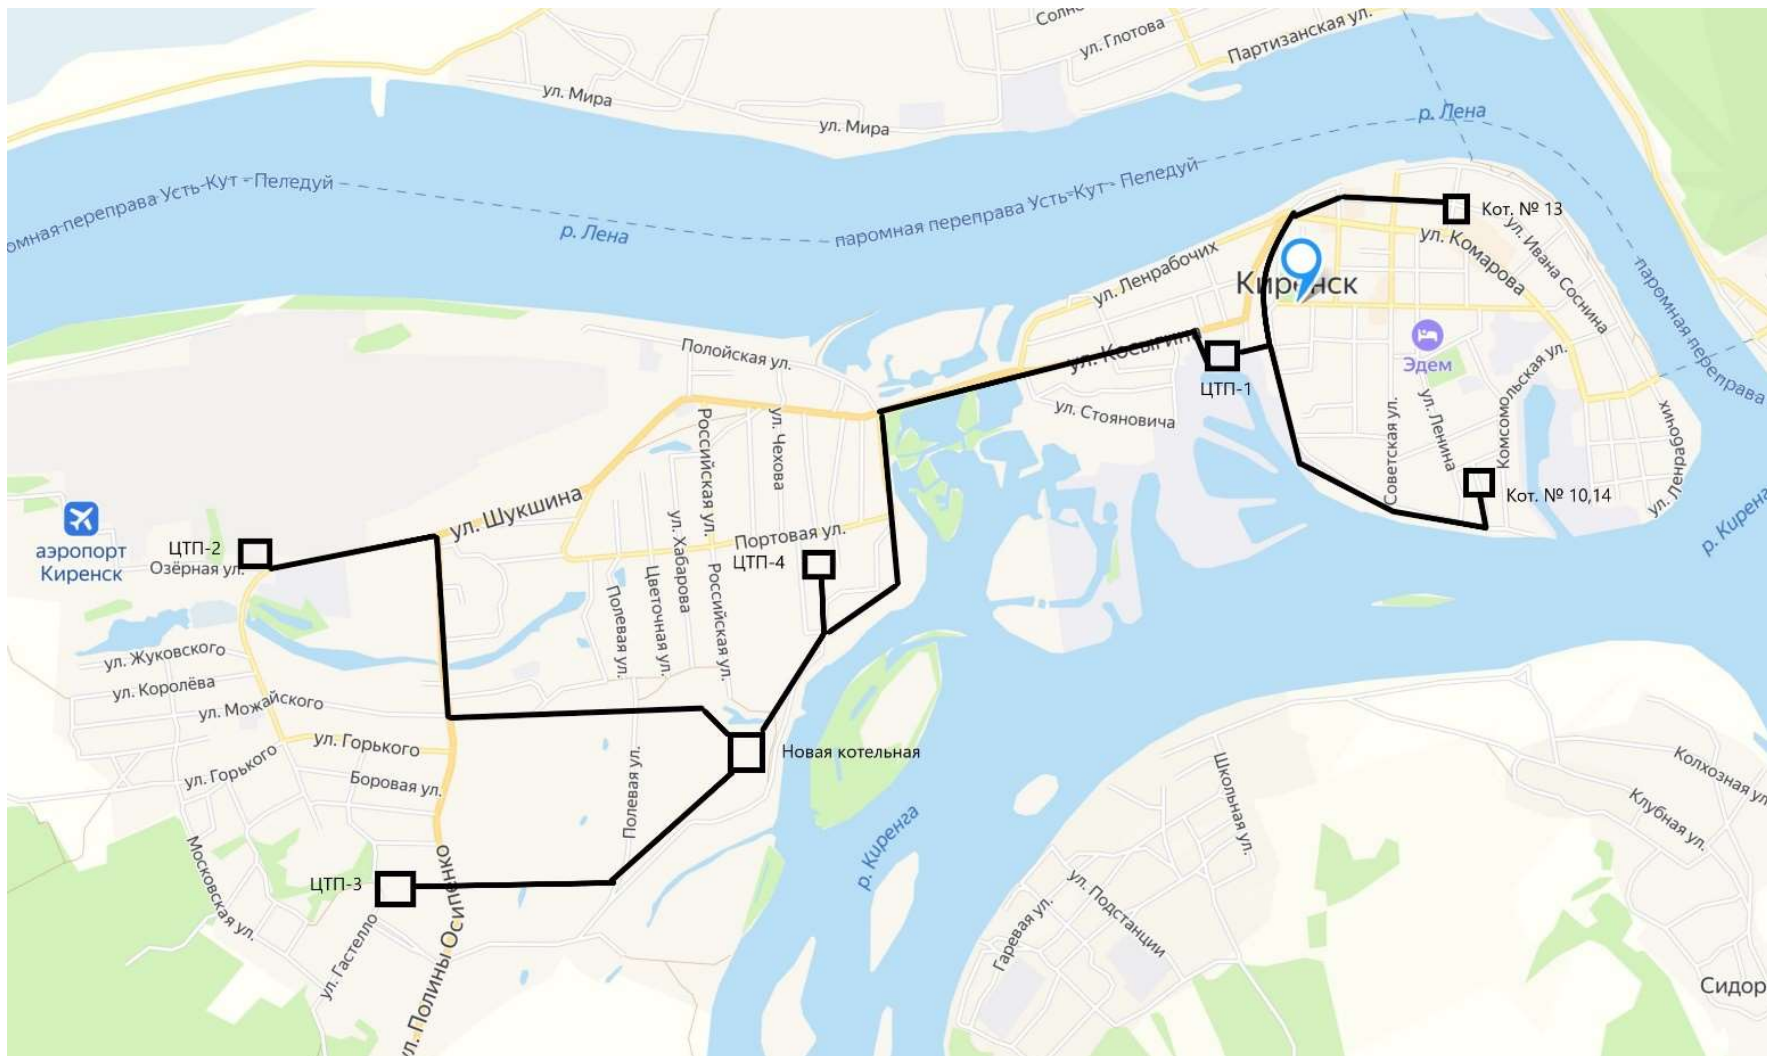 Солн
ул. Глотова
Партизанская ул.
ул. Мира
ул. Мира
р. Лена
омная переправа Усть-Кут - Пеледуй
р. Лена
паромная переправа Усть-Кут - Пеледуй
Кот. № 13
ул. Комарова
ул. Ивана Соснина
паромная переправа
ул. Ленрабочих
Киренск
Полойская ул.
ул. Косыгина
Эдем
ЦТП-1
ул. Стояновича
Советская ул.
ул. Ленина
Комсомольская ул.
ул. Ленрабочих
Кот. № 10,14
р. Киренга
Российская ул.
ул. Чехова
ул. Шукшина
Портовая ул.
ул. Хабарова
аэропорт
Киренск
ЦТП-2
Озёрная ул.
ЦТП-4
Полевая ул.
Цветочная ул.
Российская ул.
ул. Жуковского
ул. Королёва
ул. Можайского
ул. Горького
ул. Горького
Боровая ул.
Полевая ул.
Новая котельная
Школьная ул.
Колхозная ул
Клубная ул.
р. Киренга
Московская ул.
ЦТП-3
ул. Гастелло
ул. Полины Осипенко
ул. Подстанции
Гаревая ул.
Сидор